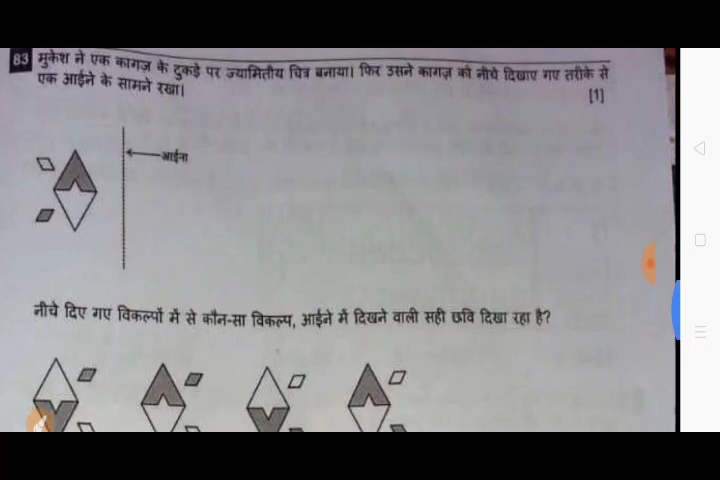 83 मुकेश ने एक कागज़ के टुकड़े पर ज्यामितीय चित्र बनाया। फिर उसने कागज़ को नीचे दिखाए गए तरीके से
एक आईने के सामने रखा।
[1]
आईना
नीचे दिए गए विकल्पों में से कौन-सा विकल्प, आईने में दिखने वाली सही छवि दिखा रहा है?